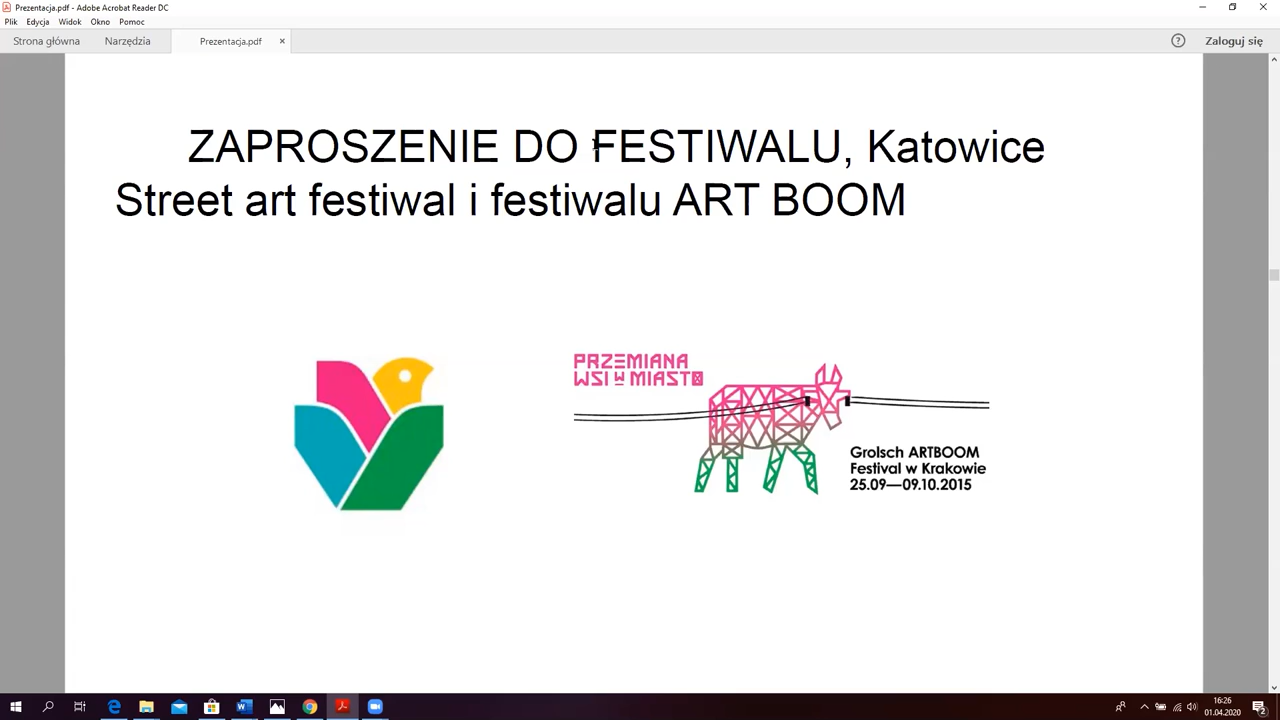 Prezentacja.pdf - Adobe Acrobat Reader DC
Plik Edycja Widok Okno Pomoc
Strona główna Narzędzia Prezentacja.pdf × ? Zaloguj się
ZAPROSZENIE DO FESTIWALU, Katowice
Street art festiwal i festiwalu ART BOOM
PRZEMIANA
WSI W MIASTO
Grolsch ARTBOOM
Festival w Krakowie
25.09—09.10.2015
16:26
01.04.2020
2